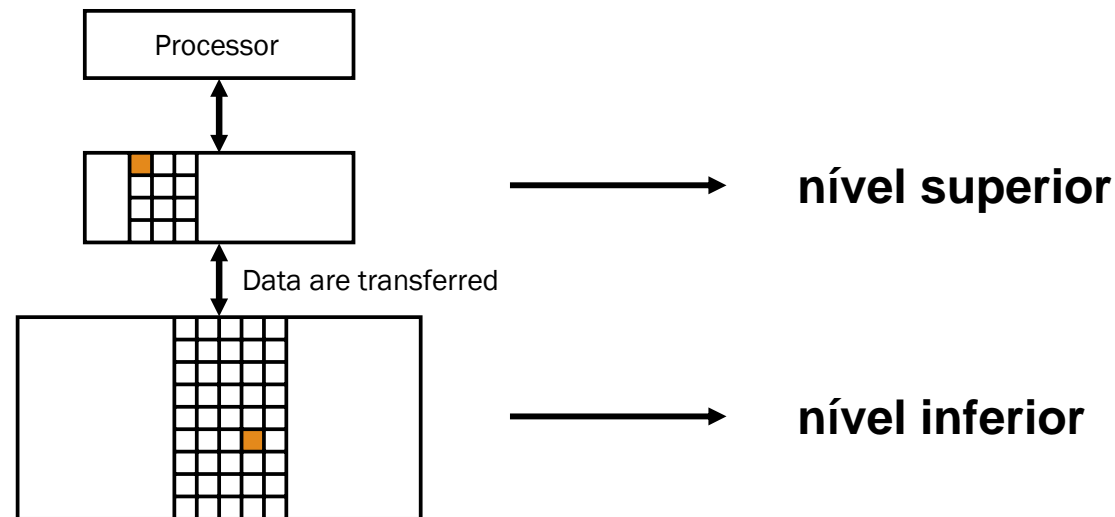 Processor
nível superior
Data are transferred
nível inferior